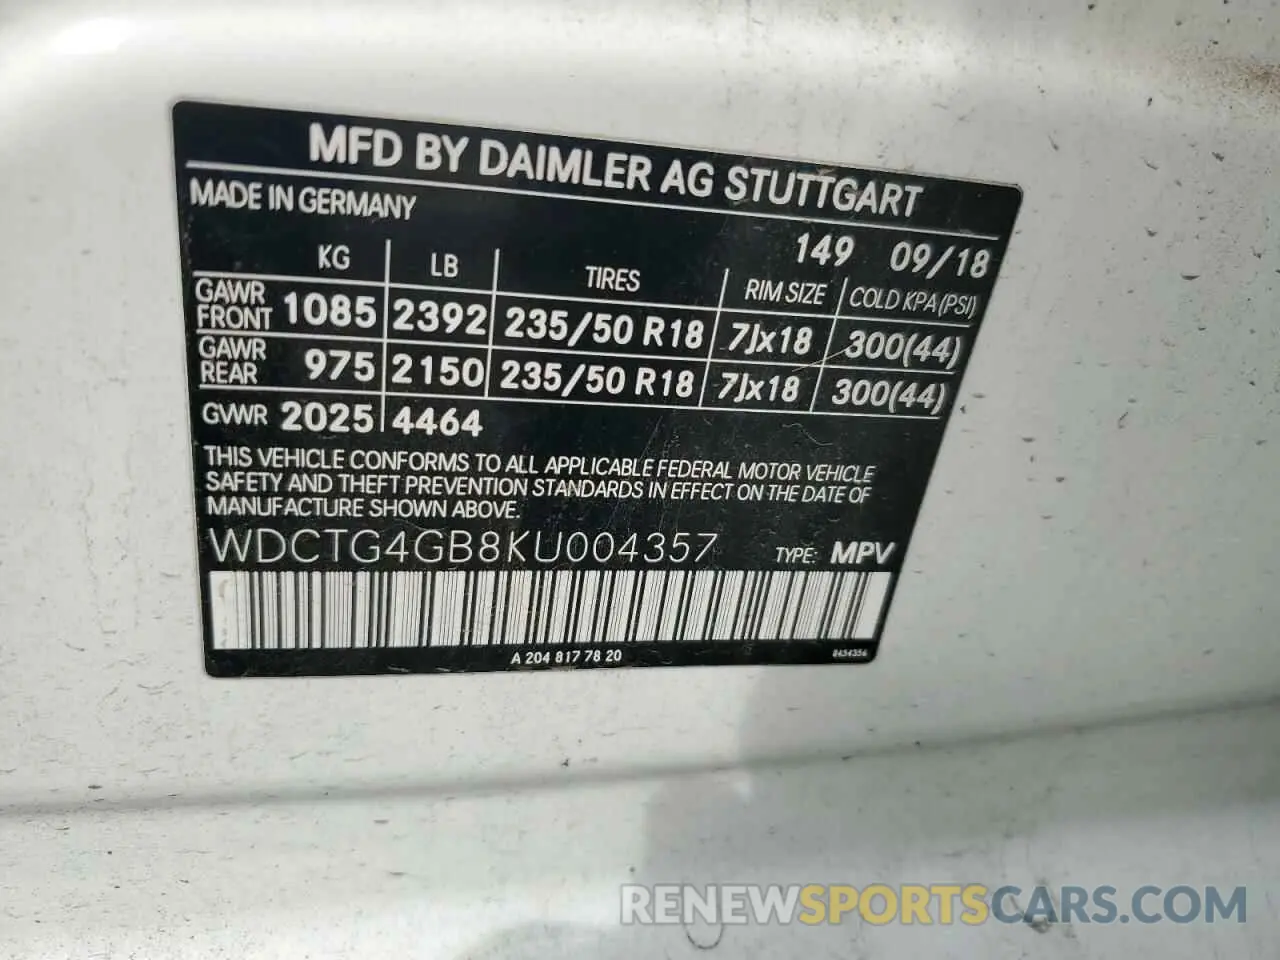 MFD BY DAIMLER AG STUTTGART
MADE IN GERMANY
149 09/18
KG LB TIRES RIM SIZE COLD KPA(PSI)
GAWR FRONT 1085 2392 235/50 R18 7Jx18 300(44)
GAWR REAR 975 2150 235/50 R18 7Jx18 300(44)
GVWR 2025 4464
THIS VEHICLE CONFORMS TO ALL APPLICABLE FEDERAL MOTOR VEHICLE
SAFETY AND THEFT PREVENTION STANDARDS IN EFFECT ON THE DATE OF
MANUFACTURE SHOWN ABOVE.
WDCTG4GB8KU004357 TYPE: MPV
A 204 817 78 20 8434356
RENEWSPORTSCARS.COM